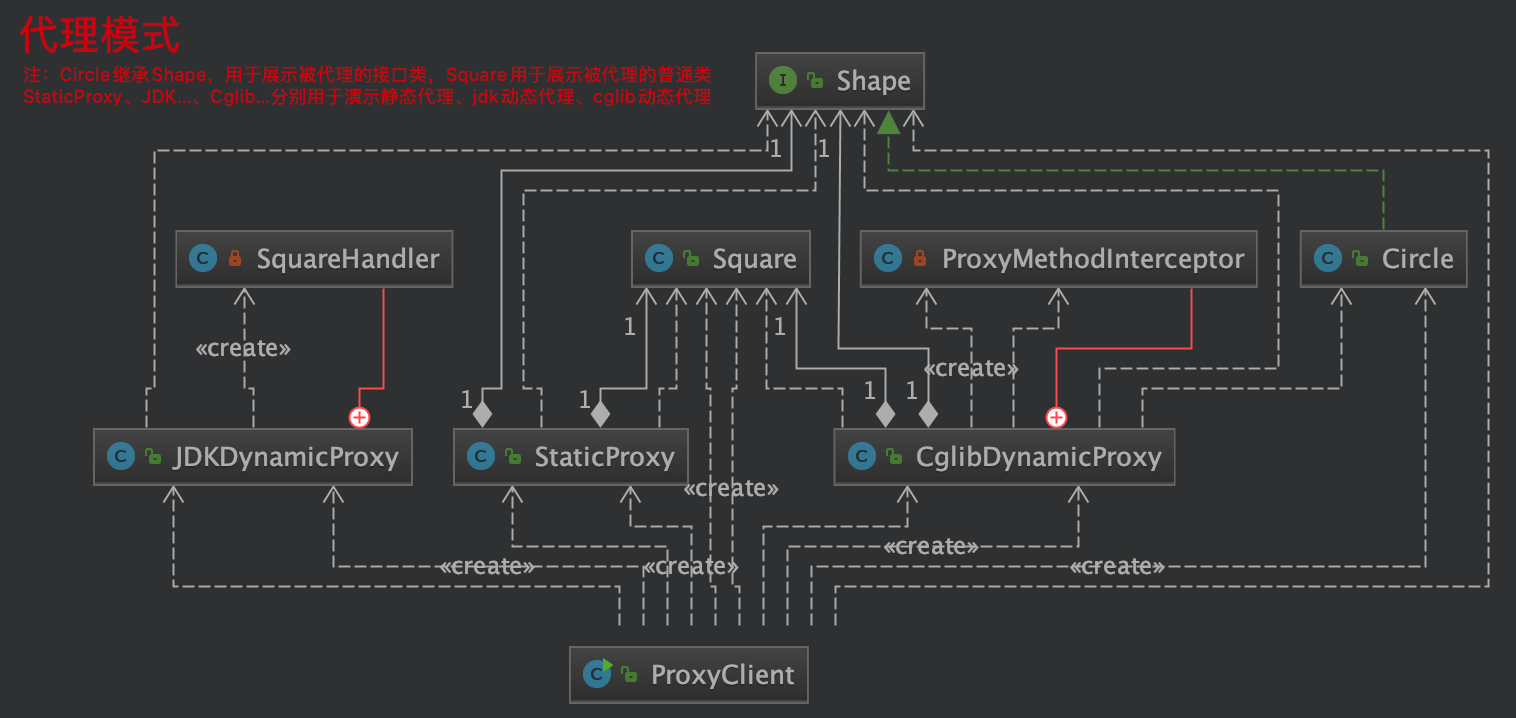 代理模式
注：Circle继承Shape，用于展示被代理的接口类，Square用于展示被代理的普通类
StaticProxy、JDK...、Cglib...分别用于演示静态代理、jdk动态代理、cglib动态代理
I Shape
1 1
C SquareHandler
C Square
C ProxyMethodInterceptor
C Circle
1 1
«create»
«create»
1 1 1 1
C JDKDynamicProxy
C StaticProxy
C CglibDynamicProxy
«create»
«create»
«create» «create» «create»
C ProxyClient